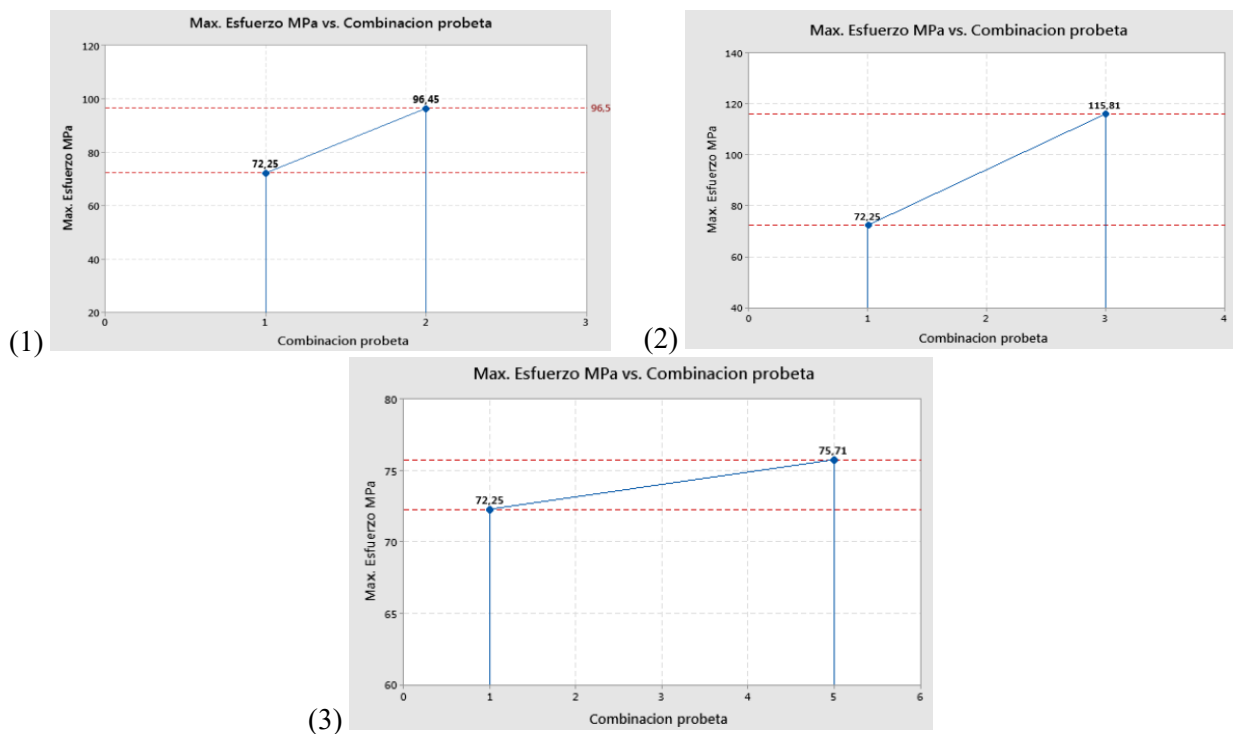 Max. Esfuerzo MPa vs. Combinacion probeta
Max. Esfuerzo MPa
120
100
80
60
40
20
96,45
72,25
96,5
0 1 2 3
Combinacion probeta
(1)
Max. Esfuerzo MPa vs. Combinacion probeta
Max. Esfuerzo MPa
140
120
100
80
60
40
115,81
72,25
0 1 2 3 4
Combinacion probeta
(2)
Max. Esfuerzo MPa vs. Combinacion probeta
Max. Esfuerzo MPa
80
75
70
65
60
75,71
72,25
0 1 2 3 4 5 6
Combinacion probeta
(3)